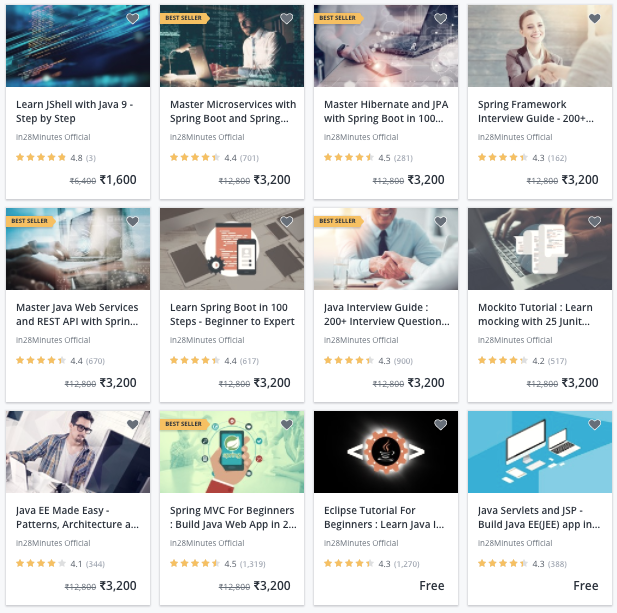 Learn JShell with Java 9 -
Step by Step
in28Minutes Official
4.8 (3)
₹6,400 ₹1,600
BEST SELLER
Master Microservices with
Spring Boot and Spring...
in28Minutes Official
4.4 (701)
₹12,800 ₹3,200
BEST SELLER
Master Hibernate and JPA
with Spring Boot in 100...
in28Minutes Official
4.5 (281)
₹12,800 ₹3,200
Spring Framework
Interview Guide - 200+...
in28Minutes Official
4.3 (162)
₹12,800 ₹3,200
BEST SELLER
Master Java Web Services
and REST API with Sprin...
in28Minutes Official
4.4 (670)
₹12,800 ₹3,200
Learn Spring Boot in 100
Steps - Beginner to Expert
in28Minutes Official
4.4 (617)
₹12,800 ₹3,200
BEST SELLER
Java Interview Guide :
200+ Interview Question...
in28Minutes Official
4.3 (900)
₹12,800 ₹3,200
Mockito Tutorial : Learn
mocking with 25 Junit...
in28Minutes Official
4.2 (517)
₹12,800 ₹3,200
Java EE Made Easy -
Patterns, Architecture a...
in28Minutes Official
4.1 (344)
₹12,800 ₹3,200
BEST SELLER
Spring MVC For Beginners
: Build Java Web App in 2...
in28Minutes Official
4.5 (1,319)
₹12,800 ₹3,200
Eclipse Tutorial For
Beginners : Learn Java I...
in28Minutes Official
4.3 (1,270)
Free
Java Servlets and JSP -
Build Java EE(JEE) app in...
in28Minutes Official
4.3 (388)
Free